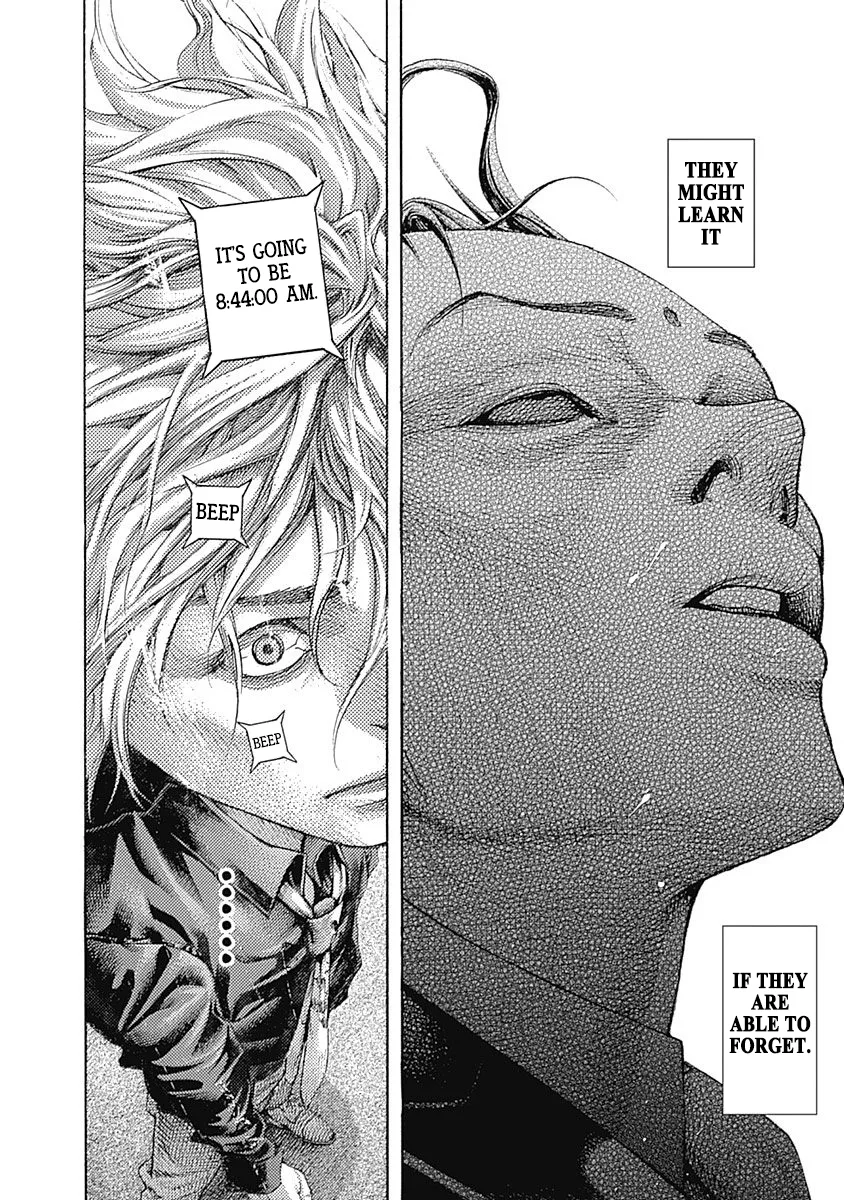 THEY
MIGHT
LEARN
IT
IF THEY
ARE
ABLE TO
FORGET.
IT'S GOING
TO BE
8:44:00 AM.
BEEP
BEEP
......